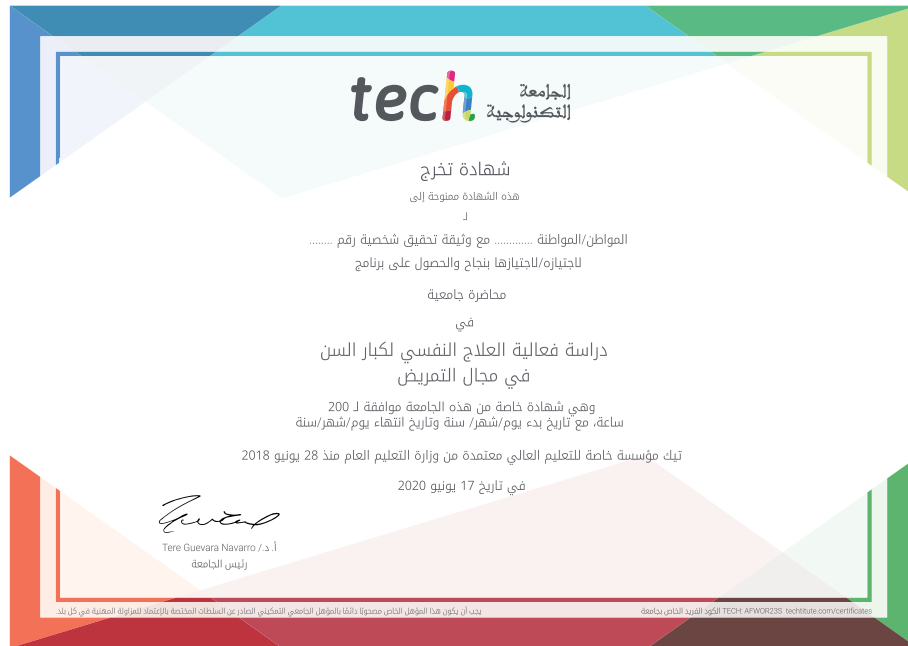 tech الجامعة
التكنولوجية
شهادة تخرج
هذه الشهادة ممنوحة إلى
لـ
المواطن/المواطنة ............. مع وثيقة تحقيق شخصية رقم ........
لاجتيازه/لاجتيازها بنجاح والحصول على برنامج
محاضرة جامعية
في
دراسة فعالية العلاج النفسي لكبار السن
في مجال التمريض
وهي شهادة خاصة من هذه الجامعة موافقة لـ 200
ساعة، مع تاريخ بدء يوم/شهر/ سنة وتاريخ انتهاء يوم/شهر/سنة
تيك مؤسسة خاصة للتعليم العالي معتمدة من وزارة التعليم العام منذ 28 يونيو 2018
في تاريخ 17 يونيو 2020
أ. د./ Tere Guevara Navarro
رئيس الجامعة
يجب أن يكون هذا المؤهل الخاص مصحوبًا دائمًا بالمؤهل الجامعي التمكيني الصادر عن السلطات المختصة بالإعتماد للمزاولة المهنية في كل بلد.
الكود الفريد الخاص بجامعة TECH: AFWOR23S techtitute.com/certificates